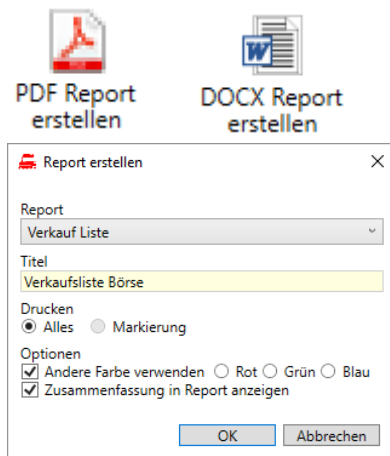 PDF Report
erstellen
DOCX Report
erstellen
W
Report erstellen
Report
Verkauf Liste
Titel
Verkaufsliste Börse
Drucken
Alles Markierung
Optionen
Andere Farbe verwenden Rot Grün Blau
Zusammenfassung in Report anzeigen
OK Abbrechen